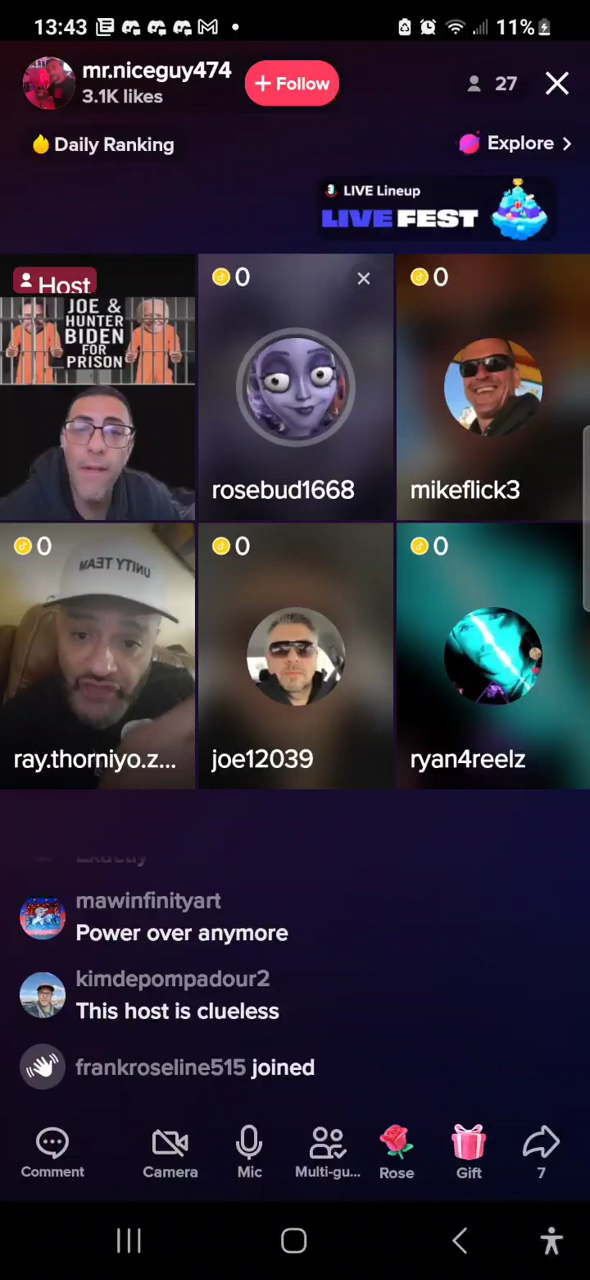 13:43
11%
mr.niceguy474
3.1K likes
+ Follow
27
Daily Ranking
Explore >
LIVE Lineup
LIVE FEST
Host
JOE &
HUNTER
BIDEN
FOR
PRISON
0
rosebud1668
0
mikeflick3
0
UNITY TEAM
ray.thorniyo.z...
0
joe12039
0
ryan4reelz
Exactly
mawinfinityart
Power over anymore
kimdepompadour2
This host is clueless
frankroseline515 joined
Comment
Camera
Mic
Multi-gu...
Rose
Gift
7